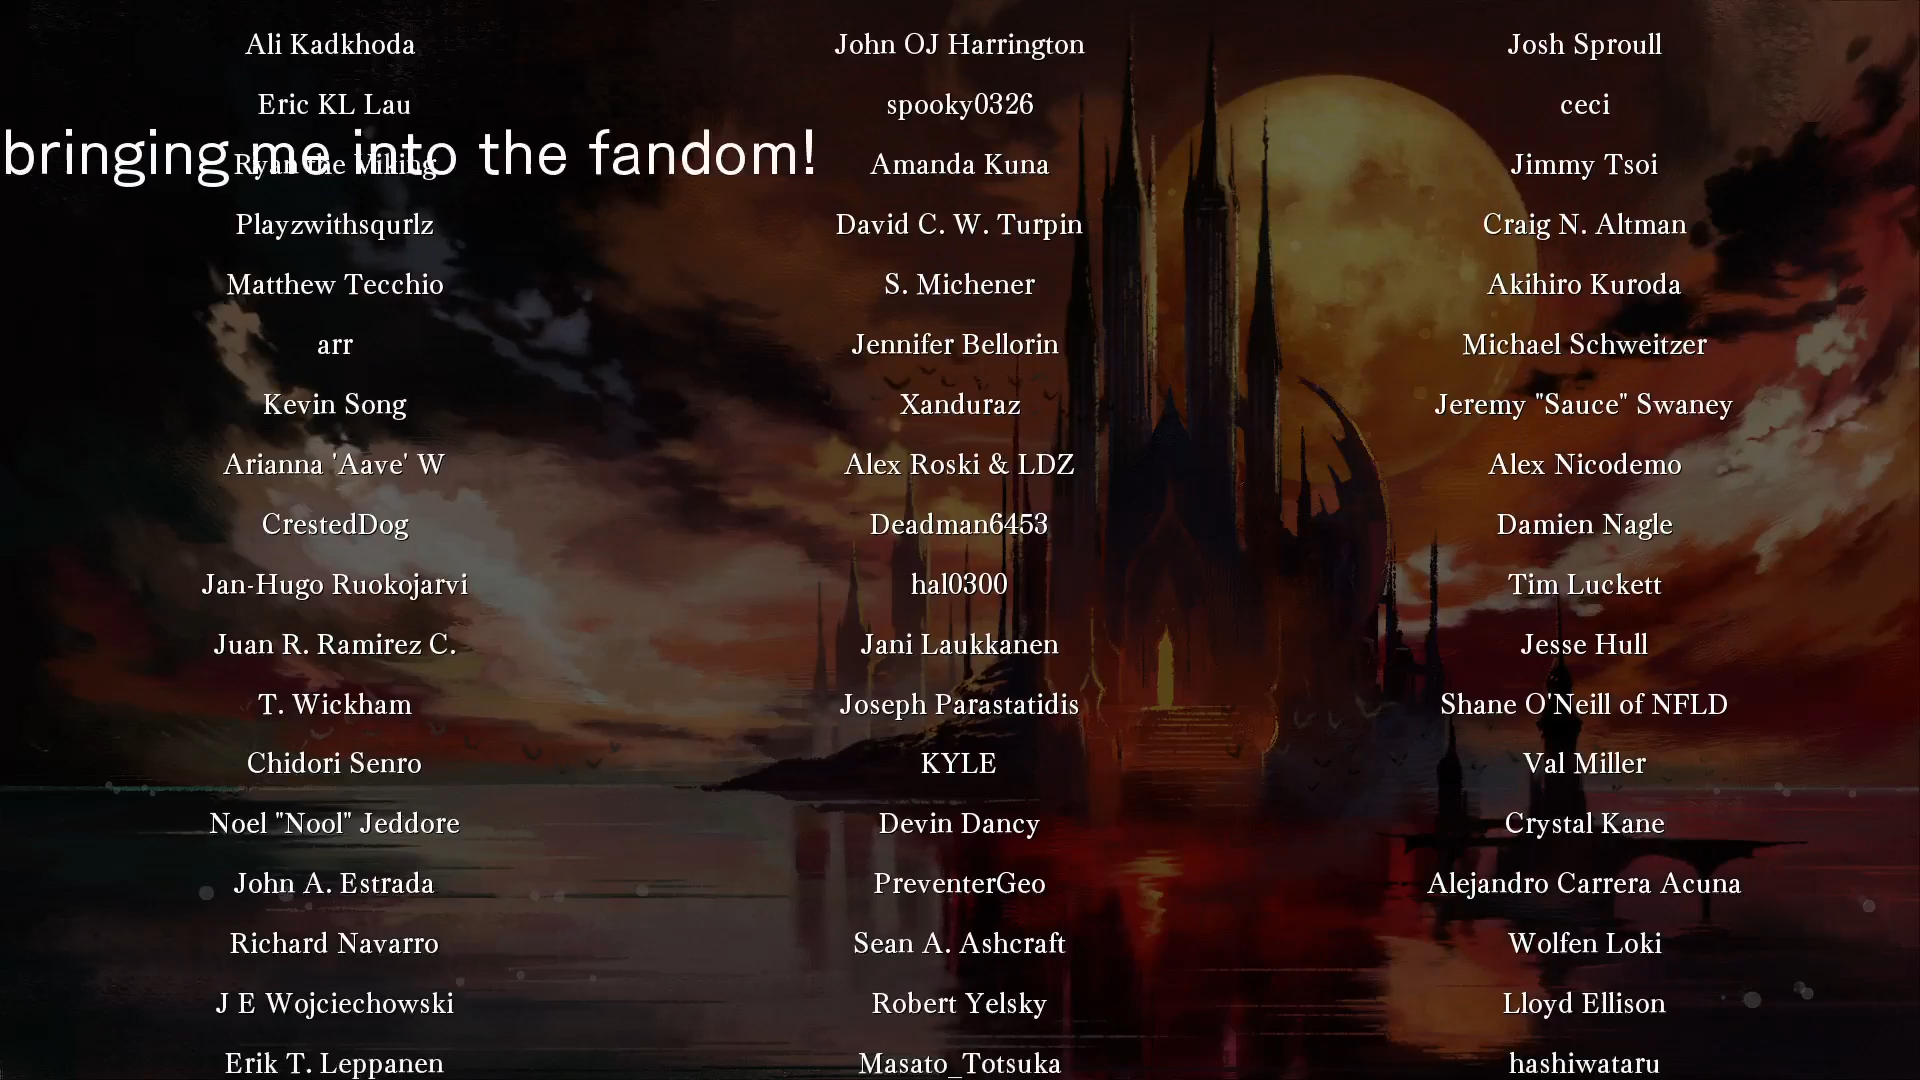 Ali Kadkhoda
John OJ Harrington
Josh Sproull
Eric KL Lau
spooky0326
ceci
bringing me into the fandom!
Ryan the Viking
Amanda Kuna
Jimmy Tsoi
Playzwithsqurlz
David C. W. Turpin
Craig N. Altman
Matthew Tecchio
S. Michener
Akihiro Kuroda
arr
Jennifer Bellorin
Michael Schweitzer
Kevin Song
Xanduraz
Jeremy "Sauce" Swaney
Arianna 'Aave' W
Alex Roski & LDZ
Alex Nicodemo
CrestedDog
Deadman6453
Damien Nagle
Jan-Hugo Ruokojarvi
hal0300
Tim Luckett
Juan R. Ramirez C.
Jani Laukkanen
Jesse Hull
T. Wickham
Joseph Parastatidis
Shane O'Neill of NFLD
Chidori Senro
KYLE
Val Miller
Noel "Nool" Jeddore
Devin Dancy
Crystal Kane
John A. Estrada
PreventerGeo
Alejandro Carrera Acuna
Richard Navarro
Sean A. Ashcraft
Wolfen Loki
J E Wojciechowski
Robert Yelsky
Lloyd Ellison
Erik T. Leppanen
Masato_Totsuka
hashiwataru